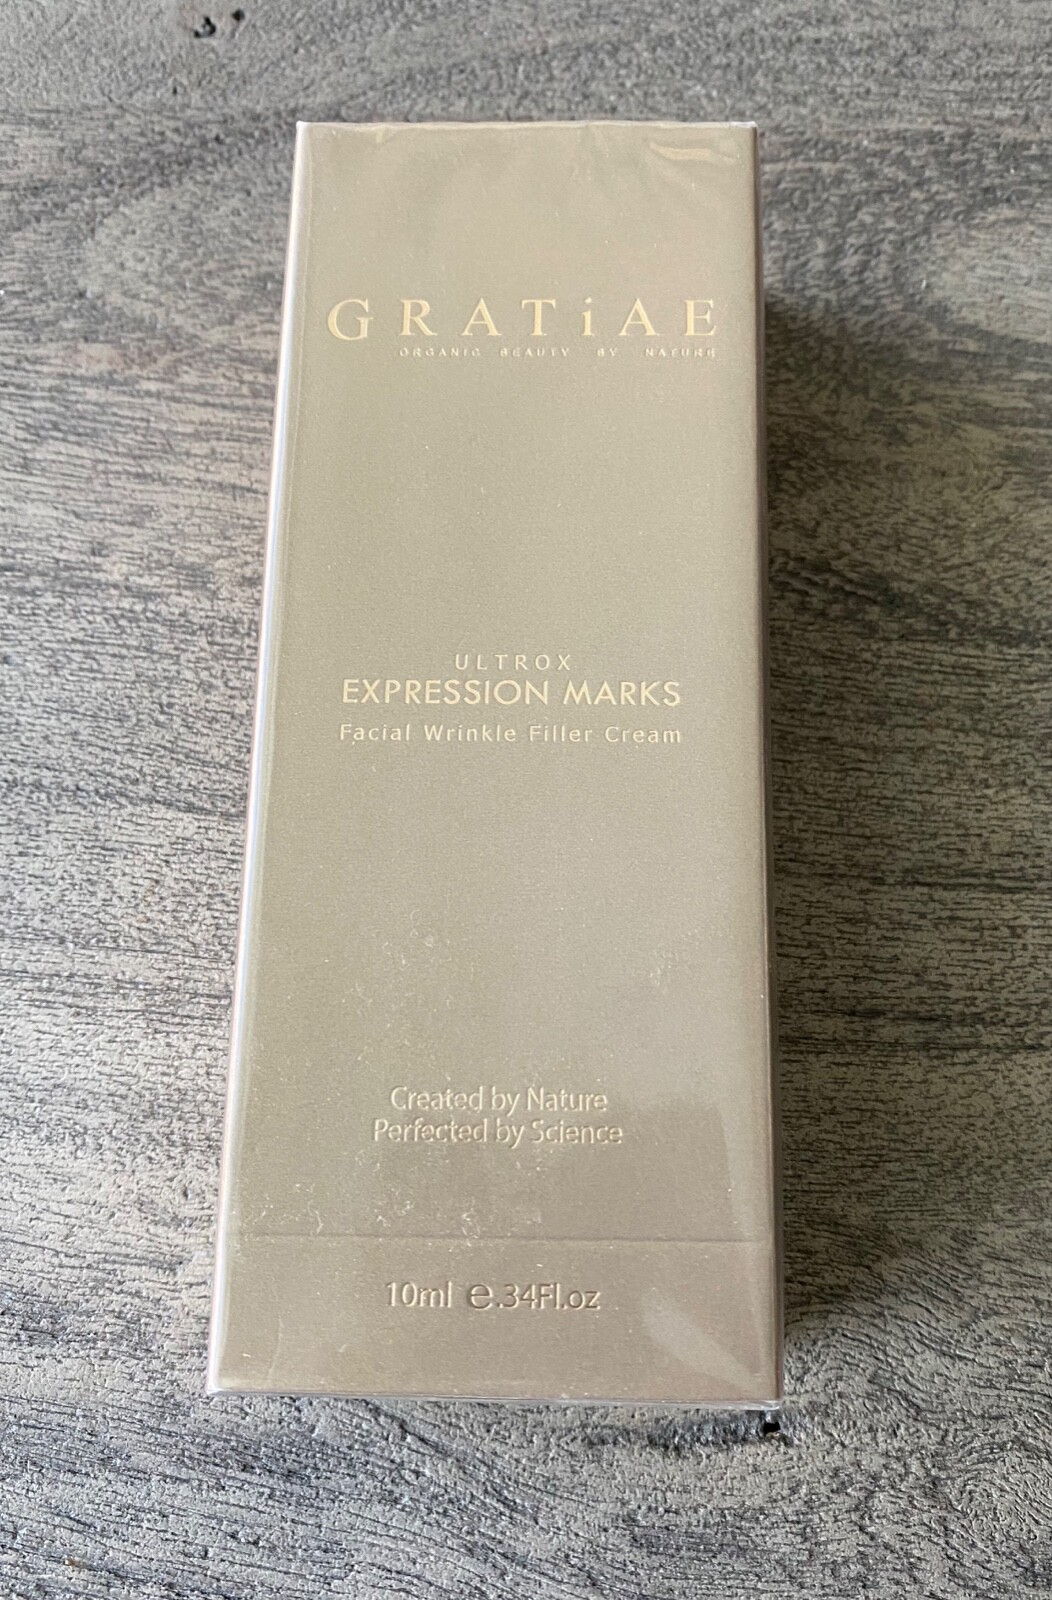 GRATiAE
ORGANIC BEAUTY BY NATURE
ULTROX
EXPRESSION MARKS
Facial Wrinkle Filler Cream
Created by Nature
Perfected by Science
10ml ℮.34Fl.oz